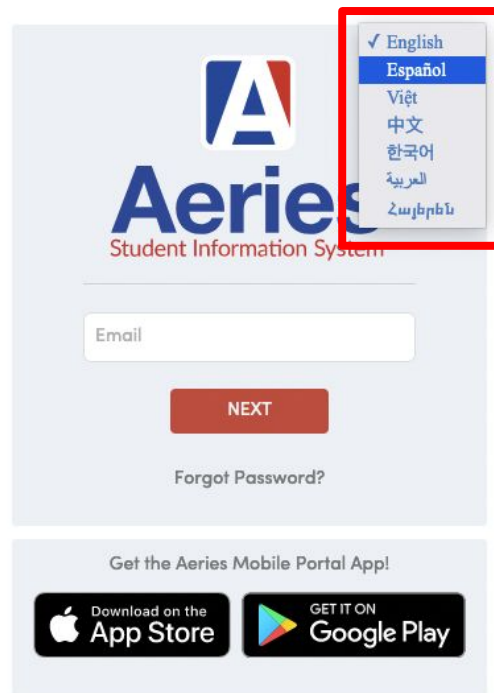 ✓ English
Español
Việt
中文
한국어
العربية
Հայերեն
Aeries
Student Information System
Email
NEXT
Forgot Password?
Get the Aeries Mobile Portal App!
Download on the
App Store
GET IT ON
Google Play